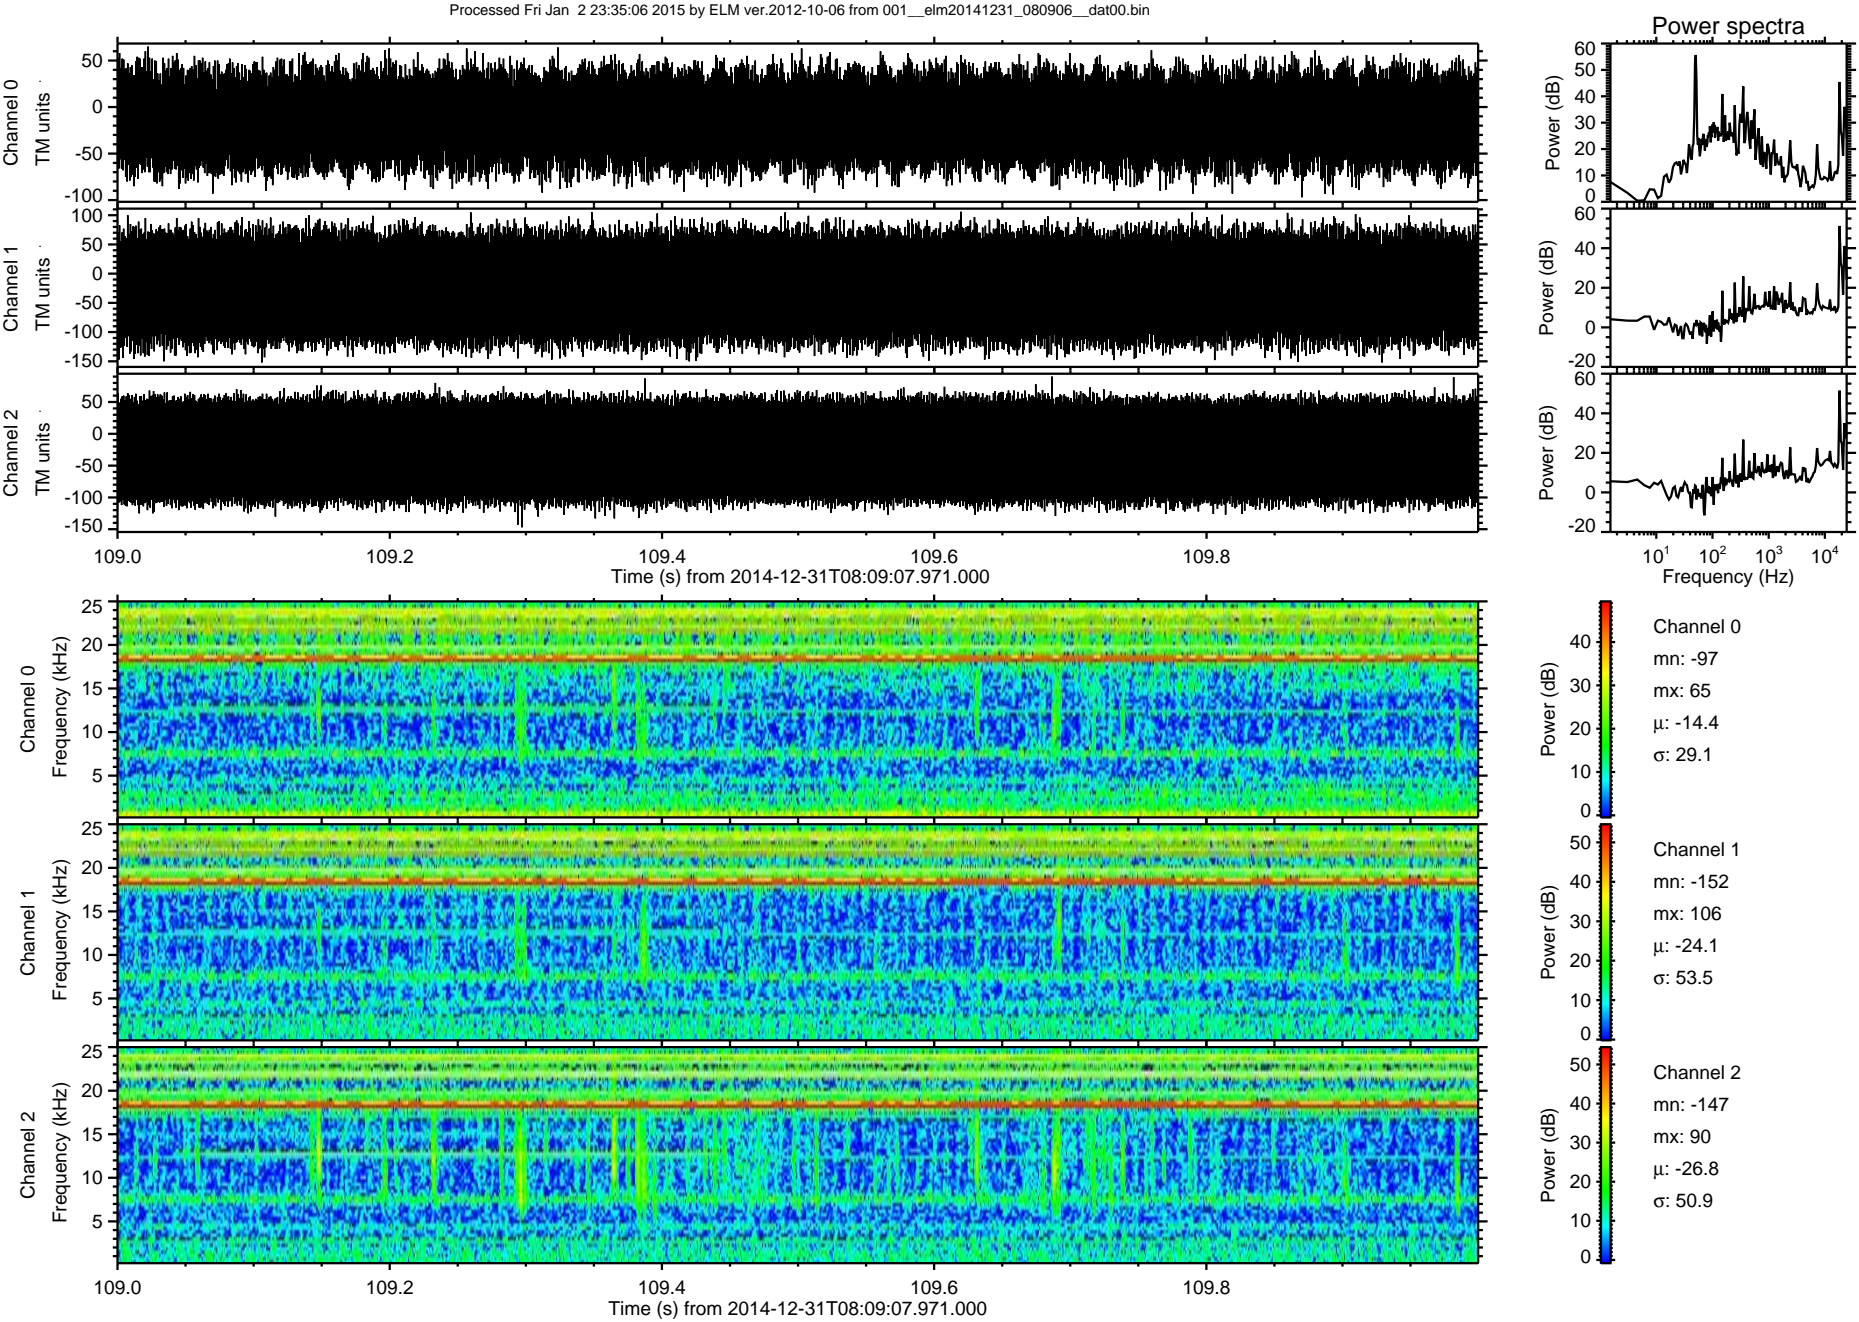 Processed Fri Jan  2 23:35:06 2015 by ELM ver.2012-10-06 from 001__elm20141231_080906__dat00.bin
Power spectra
Channel 0
TM units
50
0
-50
-100
Power (dB)
60
50
40
30
20
10
0
Channel 1
TM units
100
50
0
-50
-100
-150
Power (dB)
60
40
20
0
-20
Channel 2
TM units
50
0
-50
-100
-150
Power (dB)
60
40
20
0
-20
109.0 109.2 109.4 109.6 109.8
Time (s) from 2014-12-31T08:09:07.971.000
10^1 10^2 10^3 10^4
Frequency (Hz)
Channel 0
Frequency (kHz)
25
20
15
10
5
Power (dB)
40
30
20
10
0
Channel 0
mn: -97
mx: 65
μ: -14.4
σ: 29.1
Channel 1
Frequency (kHz)
25
20
15
10
5
Power (dB)
50
40
30
20
10
0
Channel 1
mn: -152
mx: 106
μ: -24.1
σ: 53.5
Channel 2
Frequency (kHz)
25
20
15
10
5
Power (dB)
50
40
30
20
10
0
Channel 2
mn: -147
mx: 90
μ: -26.8
σ: 50.9
109.0 109.2 109.4 109.6 109.8
Time (s) from 2014-12-31T08:09:07.971.000